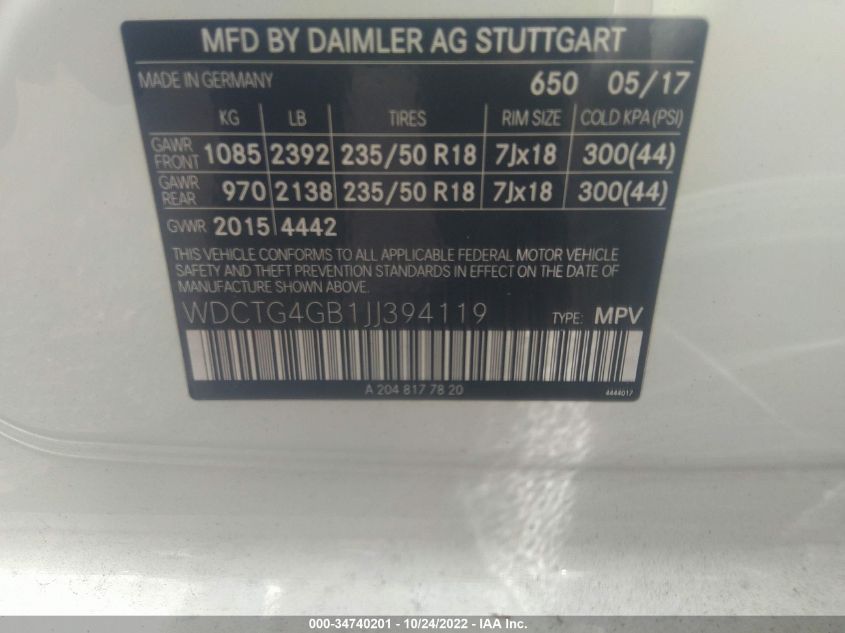 MFD BY DAIMLER AG STUTTGART
MADE IN GERMANY 650 05/17
KG LB TIRES RIM SIZE COLD KPA (PSI)
GAWR FRONT 1085 2392 235/50 R18 7Jx18 300(44)
GAWR REAR 970 2138 235/50 R18 7Jx18 300(44)
GVWR 2015 4442
THIS VEHICLE CONFORMS TO ALL APPLICABLE FEDERAL MOTOR VEHICLE
SAFETY AND THEFT PREVENTION STANDARDS IN EFFECT ON THE DATE OF
MANUFACTURE SHOWN ABOVE.
WDCTG4GB1JJ394119 TYPE: MPV
A 204 817 78 20 4444017
000-34740201 - 10/24/2022 - IAA Inc.